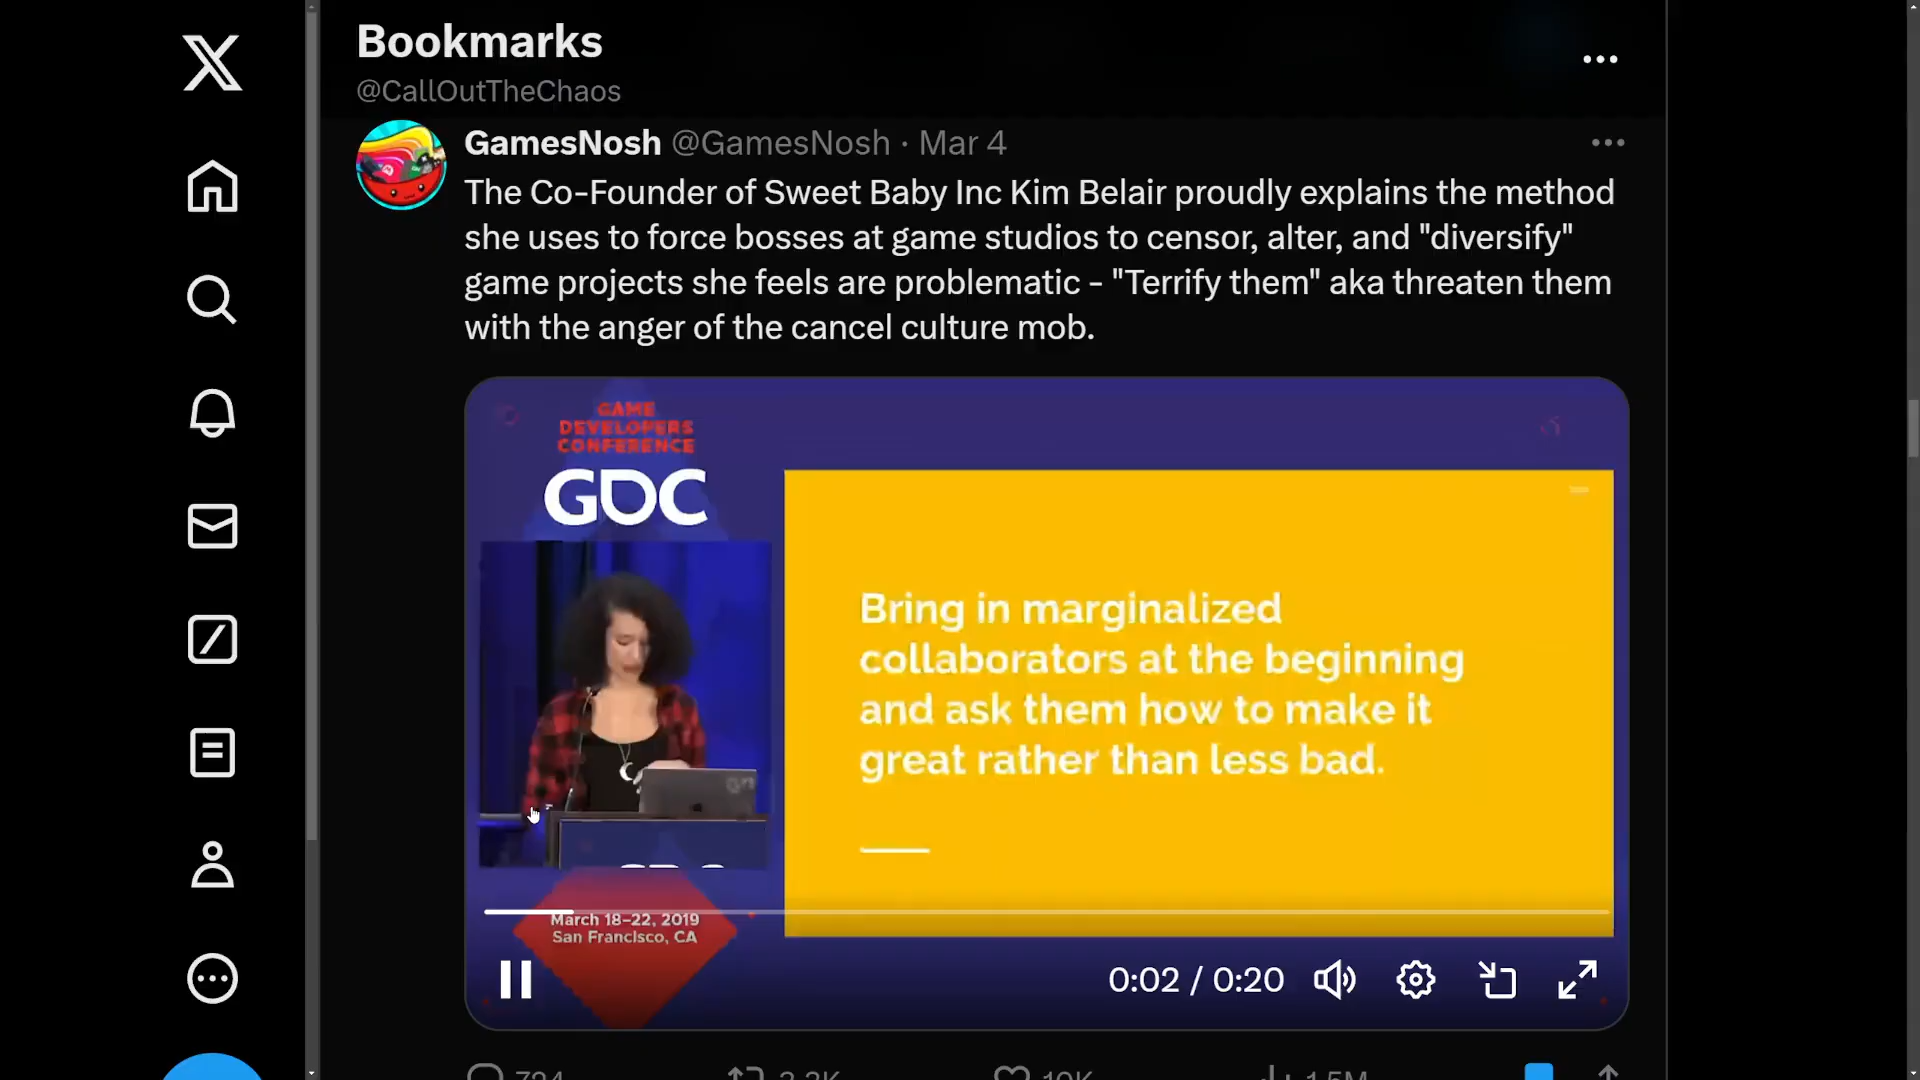 Bookmarks
@CallOutTheChaos
GamesNosh @GamesNosh · Mar 4
The Co-Founder of Sweet Baby Inc Kim Belair proudly explains the method
she uses to force bosses at game studios to censor, alter, and "diversify"
game projects she feels are problematic - "Terrify them" aka threaten them
with the anger of the cancel culture mob.
GAME
DEVELOPERS
CONFERENCE
GDC
Bring in marginalized
collaborators at the beginning
and ask them how to make it
great rather than less bad.
March 18-22, 2019
San Francisco, CA
0:02 / 0:20